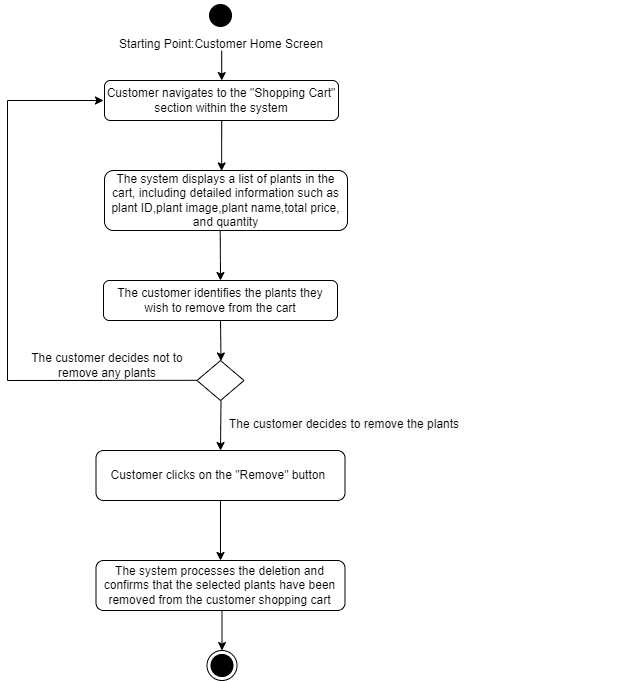 Starting Point:Customer Home Screen
Customer navigates to the "Shopping Cart"
section within the system
The system displays a list of plants in the
cart, including detailed information such as
plant ID,plant image,plant name,total price,
and quantity
The customer identifies the plants they
wish to remove from the cart
The customer decides not to
remove any plants
The customer decides to remove the plants
Customer clicks on the "Remove" button
The system processes the deletion and
confirms that the selected plants have been
removed from the customer shopping cart